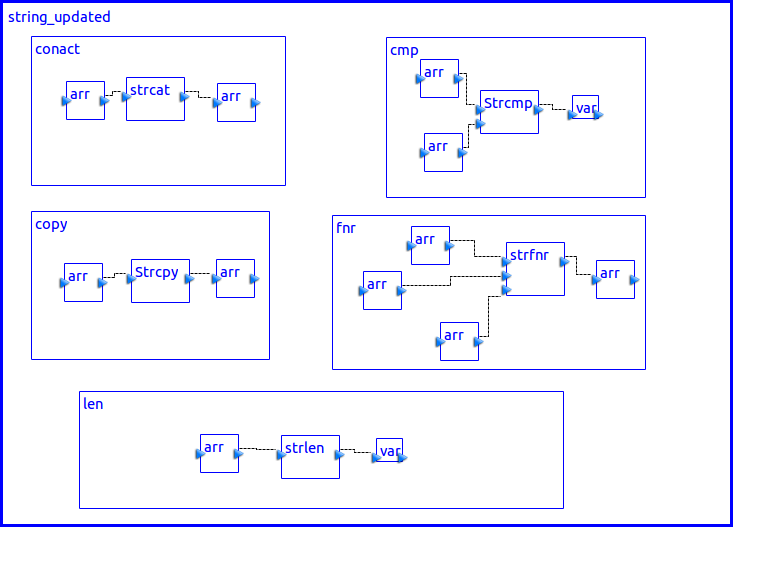 string_updated
conact
arr
strcat
arr
cmp
arr
Strcmp
var
arr
copy
arr
Strcpy
arr
fnr
arr
strfnr
arr
arr
arr
len
arr
strlen
var